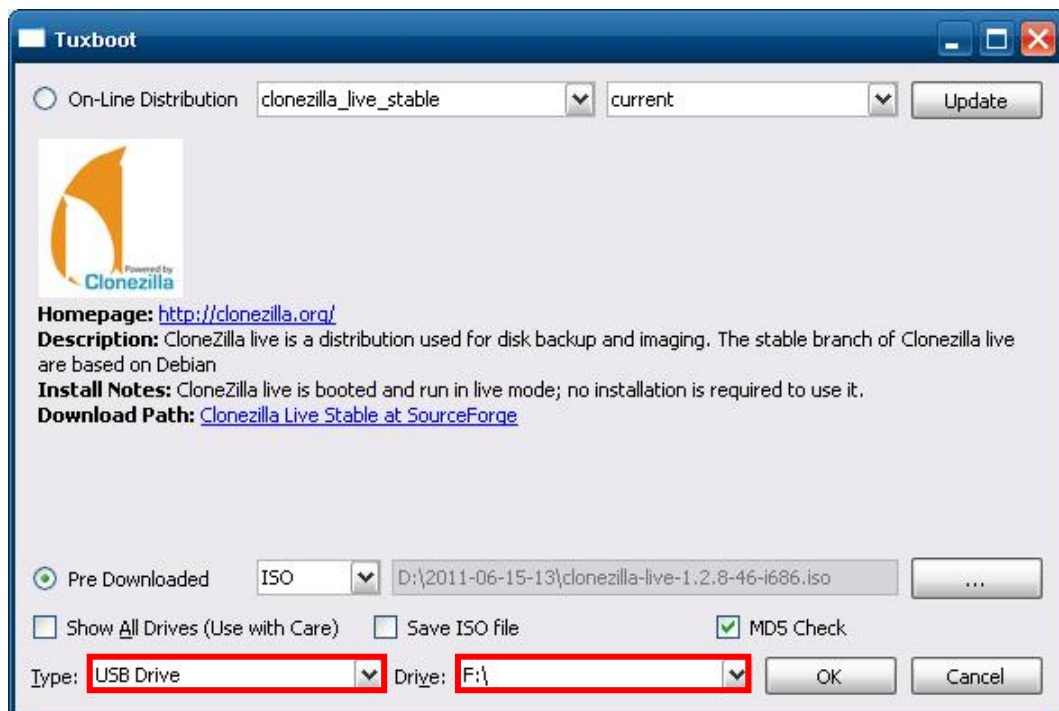 Tuxboot
On-Line Distribution clonezilla_live_stable current Update
Powered by
Clonezilla
Homepage: http://clonezilla.org/
Description: CloneZilla live is a distribution used for disk backup and imaging. The stable branch of Clonezilla live
are based on Debian
Install Notes: CloneZilla live is booted and run in live mode; no installation is required to use it.
Download Path: Clonezilla Live Stable at SourceForge
Pre Downloaded ISO D:\2011-06-15-13\clonezilla-live-1.2.8-46-i686.iso ...
Show All Drives (Use with Care) Save ISO file MD5 Check
Type: USB Drive Drive: F:\ OK Cancel